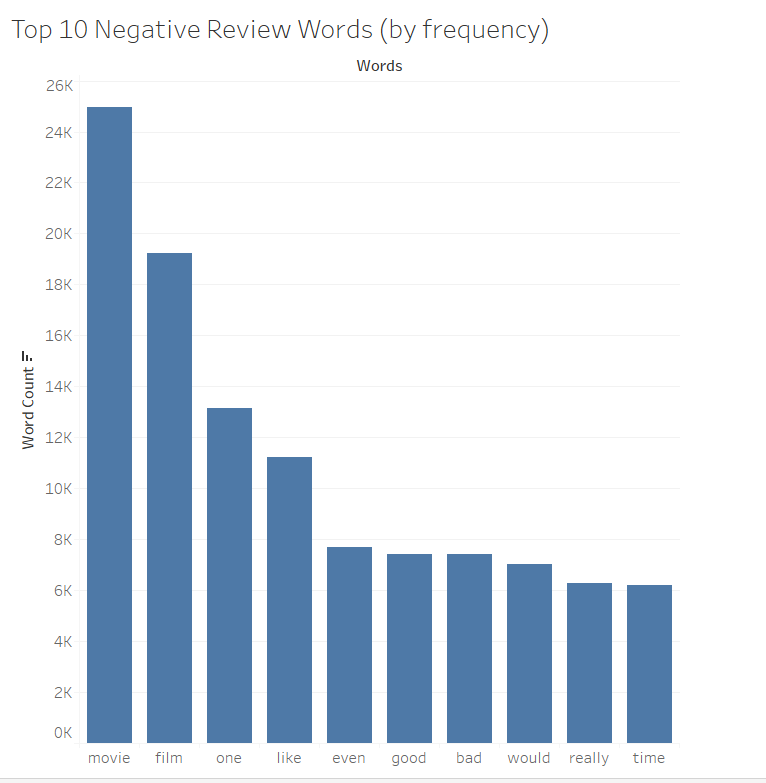 Top 10 Negative Review Words (by frequency)
Words
Word Count
26K
24K
22K
20K
18K
16K
14K
12K
10K
8K
6K
4K
2K
0K
movie film one like even good bad would really time